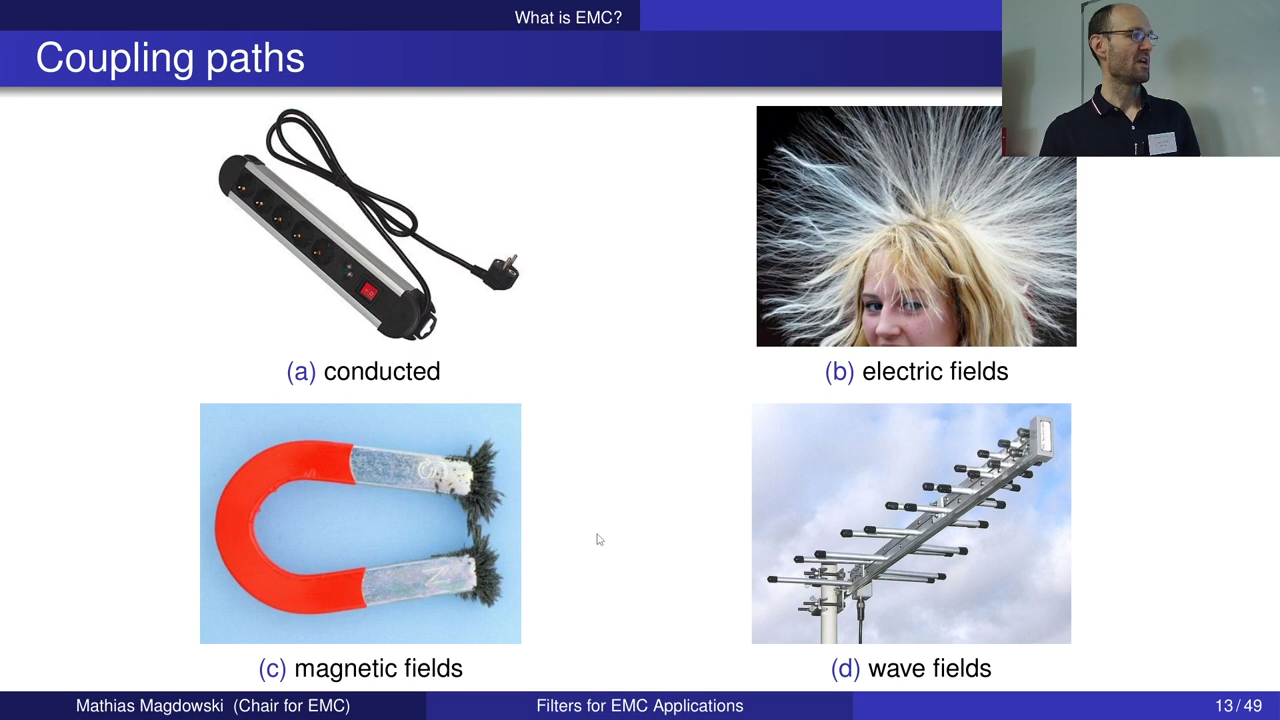 What is EMC?
Coupling paths
(a) conducted
(b) electric fields
(c) magnetic fields
(d) wave fields
Mathias Magdowski (Chair for EMC)
Filters for EMC Applications
13 / 49